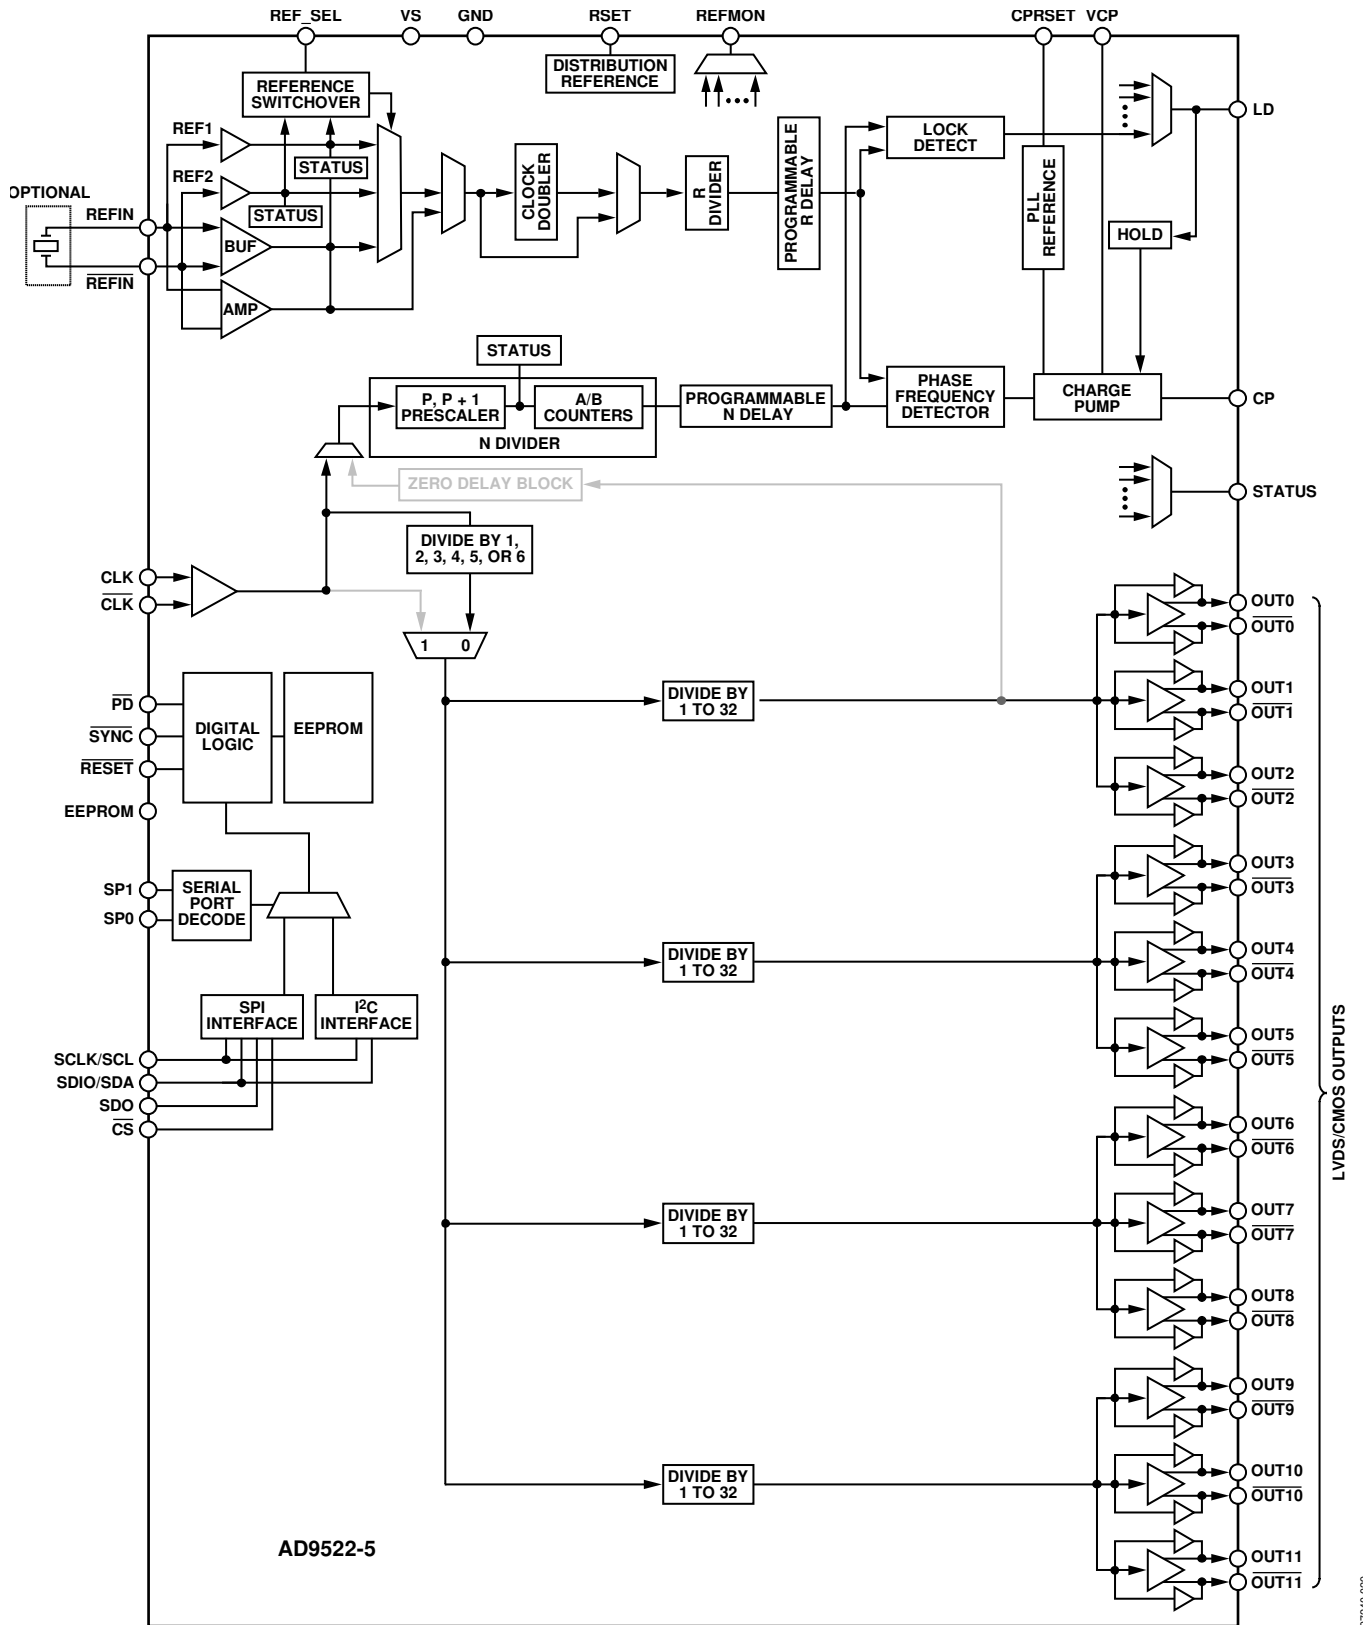 REF_SEL VS GND RSET REFMON CPRSET VCP
DISTRIBUTION
REFERENCE
REFERENCE
SWITCHOVER
REF1
REF2
STATUS
STATUS
BUF
AMP
OPTIONAL
REFIN
REFIN
CLOCK
DOUBLER
R
DIVIDER
PROGRAMMABLE
R DELAY
LOCK
DETECT
PLL
REFERENCE
HOLD
LD
STATUS
P, P + 1
PRESCALER
A/B
COUNTERS
N DIVIDER
PROGRAMMABLE
N DELAY
PHASE
FREQUENCY
DETECTOR
CHARGE
PUMP
CP
ZERO DELAY BLOCK
STATUS
DIVIDE BY 1,
2, 3, 4, 5, OR 6
CLK
CLK
1 0
PD
SYNC
RESET
EEPROM
DIGITAL
LOGIC
EEPROM
SP1
SP0
SERIAL
PORT
DECODE
SPI
INTERFACE
I²C
INTERFACE
SCLK/SCL
SDIO/SDA
SDO
CS
DIVIDE BY
1 TO 32
DIVIDE BY
1 TO 32
DIVIDE BY
1 TO 32
DIVIDE BY
1 TO 32
OUT0
OUT0
OUT1
OUT1
OUT2
OUT2
OUT3
OUT3
OUT4
OUT4
OUT5
OUT5
OUT6
OUT6
OUT7
OUT7
OUT8
OUT8
OUT9
OUT9
OUT10
OUT10
OUT11
OUT11
LVDS/CMOS OUTPUTS
AD9522-5